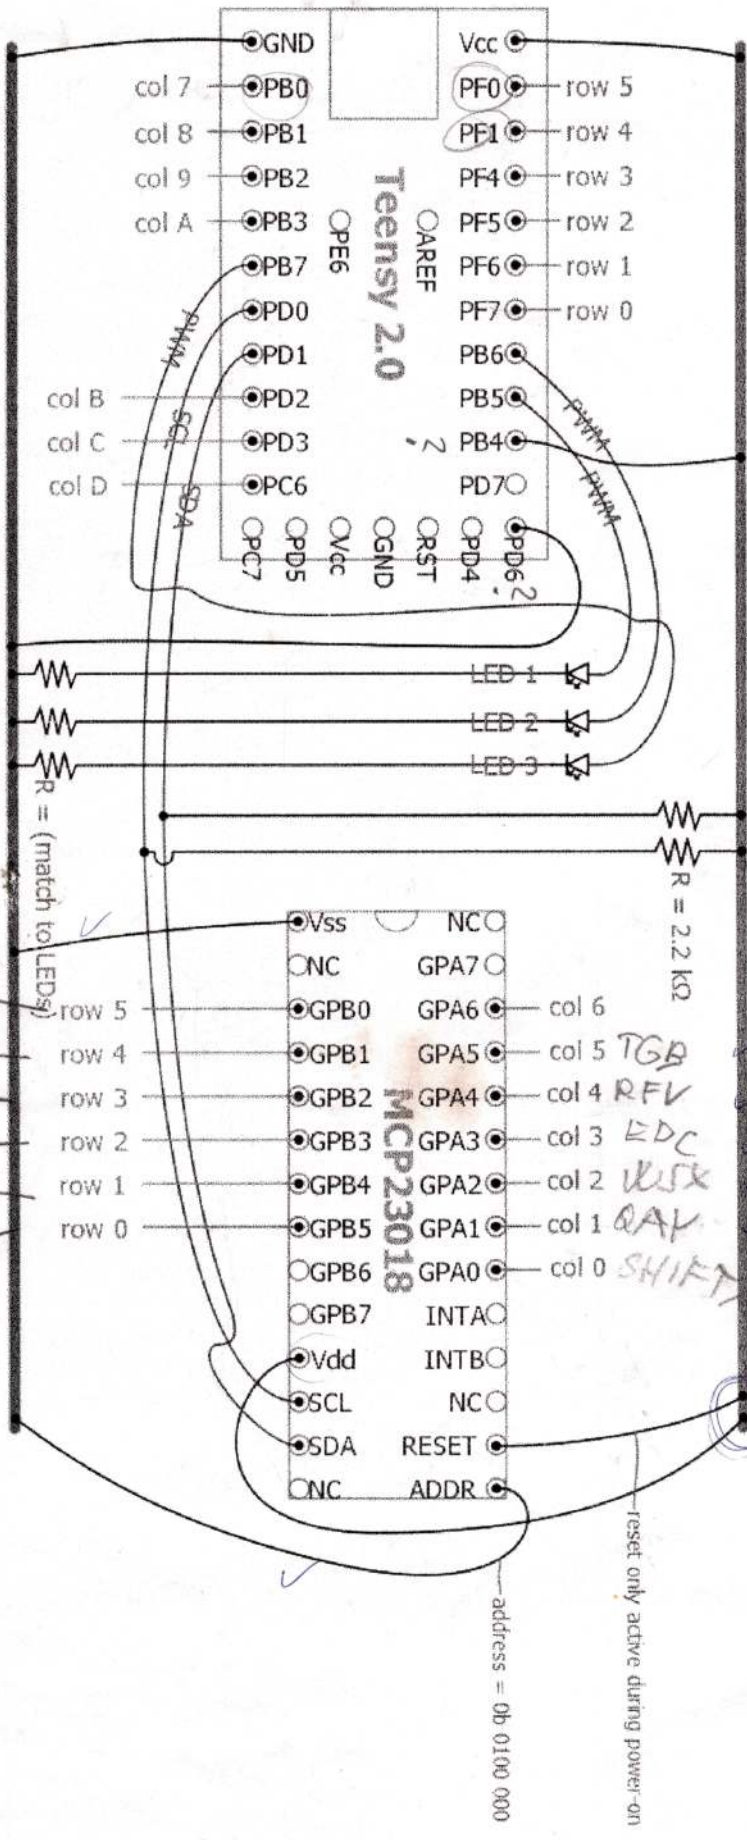 GND Vcc
col 7 PB0 PF0 row 5
col 8 PB1 PF1 row 4
col 9 PB2 PF4 row 3
col A PB3 PF5 row 2
PE6 AREF
Teensy 2.0
PB7 PF6 row 1
PD0 PF7 row 0
PD1 PB6
col B PD2 PB5
col C PD3 ? PB4
col D PC6 PD7
PWM
SCL
SDA
PWM
PWM
PC7 PD5 Vcc GND RST PD4 PD6 ?
LED 1
LED 2
LED 3
R = (match to LEDs)
R = 2.2 kΩ
Vss NC
NC GPA7
row 5 GPB0 GPA6 col 6
row 4 GPB1 GPA5 col 5 TGB
row 3 GPB2 GPA4 col 4 RFV
row 2 GPB3 GPA3 col 3 EDC
row 1 GPB4 GPA2 col 2 WSX
row 0 GPB5 GPA1 col 1 QAY
GPB6 GPA0 col 0 SHIFT
MCP23018
GPB7 INTA
Vdd INTB
SCL NC
SDA RESET
NC ADDR
reset only active during power-on
address = 0b 0100 000